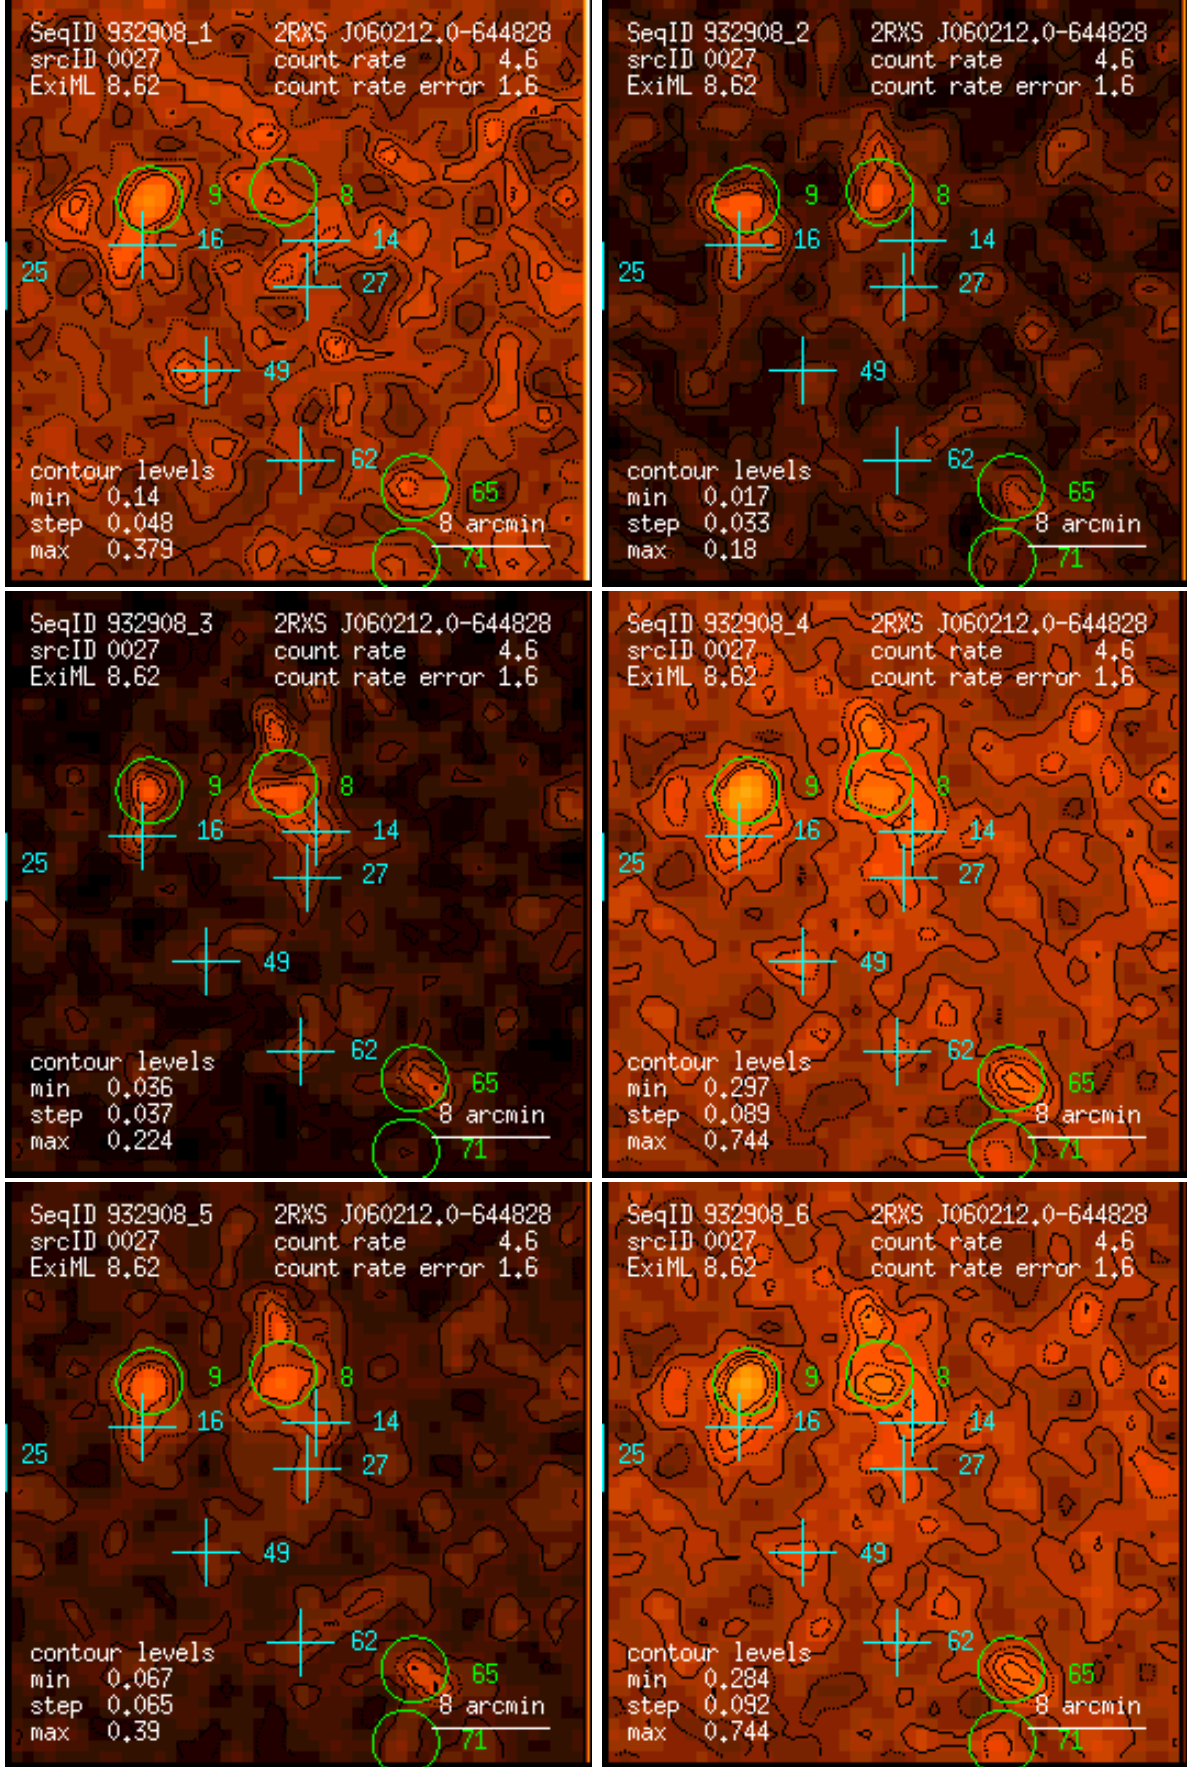 SeqID 932908_1 2RXS J060212.0-644828
srcID 0027 count rate 4.6
ExiML 8.62 count rate error 1.6
9 8
16 14
25 27
49
62
contour levels
min 0.14 65
step 0.048 8 arcmin
max 0.379 71
SeqID 932908_2 2RXS J060212.0-644828
srcID 0027 count rate 4.6
ExiML 8.62 count rate error 1.6
9 8
16 14
25 27
49
62
contour levels
min 0.017 65
step 0.033 8 arcmin
max 0.18 71
SeqID 932908_3 2RXS J060212.0-644828
srcID 0027 count rate 4.6
ExiML 8.62 count rate error 1.6
9 8
16 14
25 27
49
62
contour levels
min 0.036 65
step 0.037 8 arcmin
max 0.224 71
SeqID 932908_4 2RXS J060212.0-644828
srcID 0027 count rate 4.6
ExiML 8.62 count rate error 1.6
9 8
16 14
25 27
49
62
contour levels
min 0.297 65
step 0.089 8 arcmin
max 0.744 71
SeqID 932908_5 2RXS J060212.0-644828
srcID 0027 count rate 4.6
ExiML 8.62 count rate error 1.6
9 8
16 14
25 27
49
62
contour levels
min 0.067 65
step 0.065 8 arcmin
max 0.39 71
SeqID 932908_6 2RXS J060212.0-644828
srcID 0027 count rate 4.6
ExiML 8.62 count rate error 1.6
9 8
16 14
25 27
49
62
contour levels
min 0.284 65
step 0.092 8 arcmin
max 0.744 71